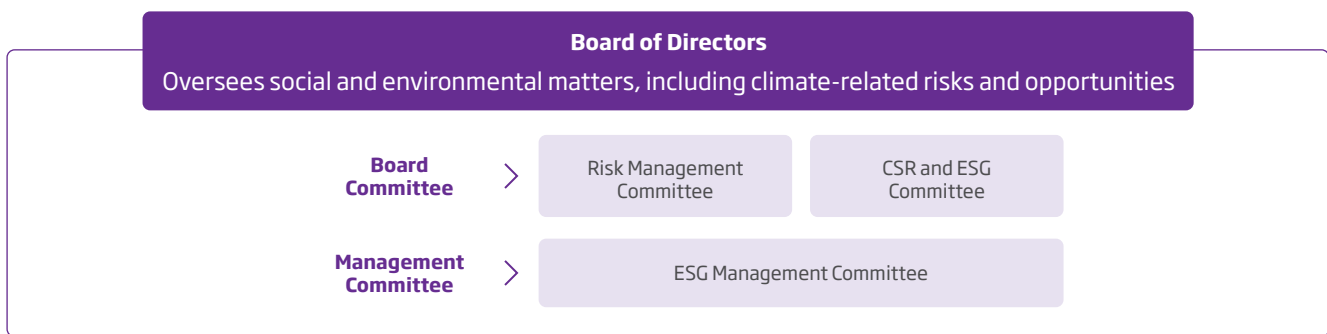 Board of Directors
Oversees social and environmental matters, including climate-related risks and opportunities
Board
Committee
Risk Management
Committee
CSR and ESG
Committee
Management
Committee
ESG Management Committee